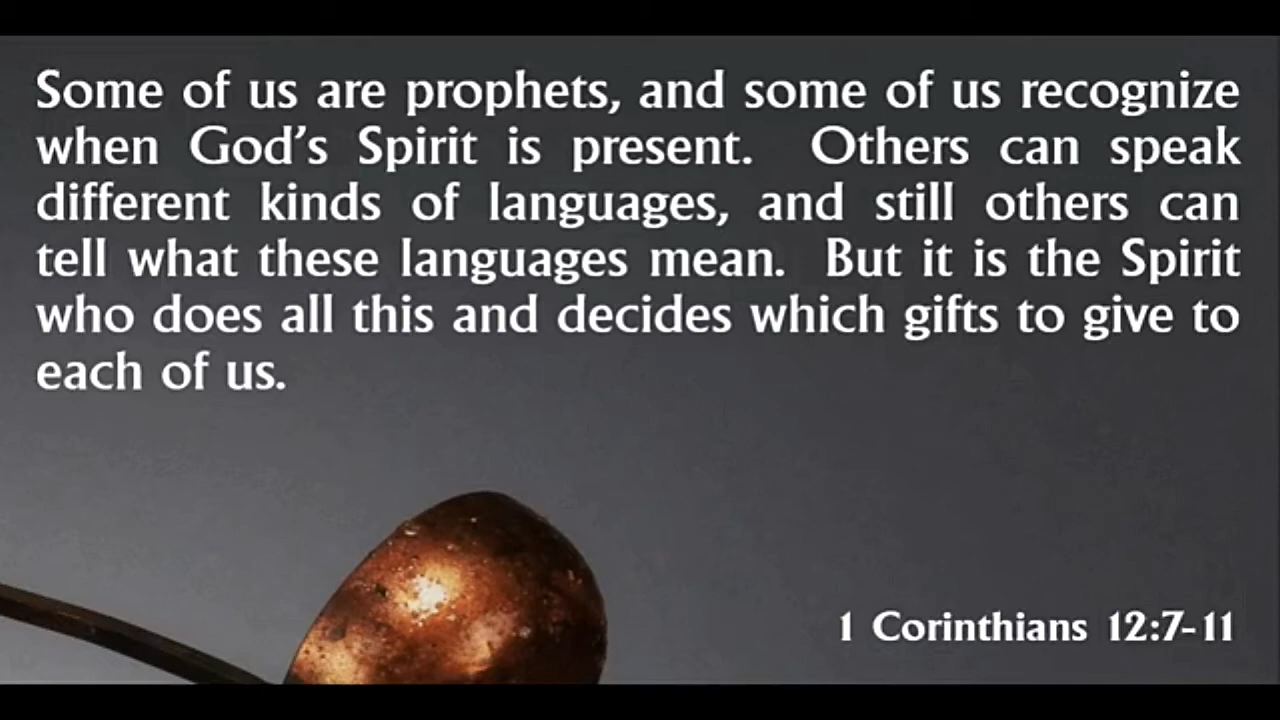 Some of us are prophets, and some of us recognize
when God’s Spirit is present. Others can speak
different kinds of languages, and still others can
tell what these languages mean. But it is the Spirit
who does all this and decides which gifts to give to
each of us.
1 Corinthians 12:7-11